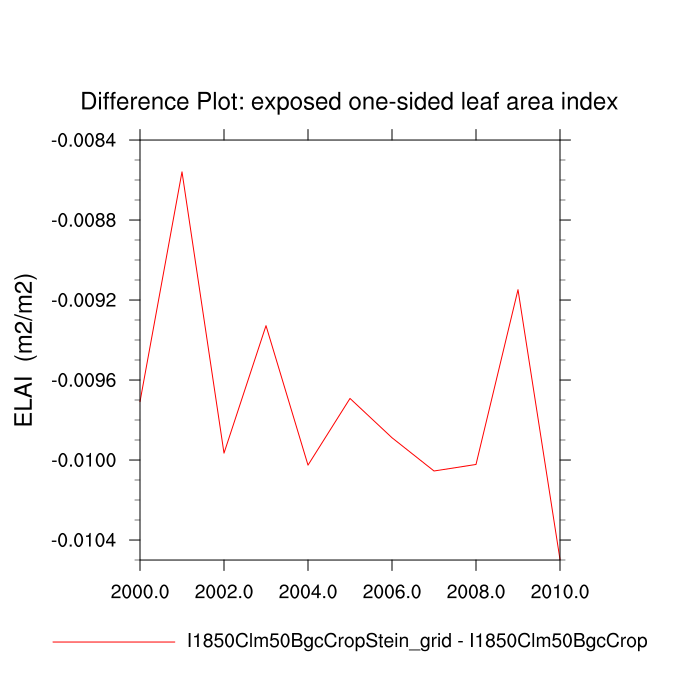 Difference Plot: exposed one-sided leaf area index
-0.0084
-0.0088
-0.0092
-0.0096
-0.0100
-0.0104
ELAI (m2/m2)
2000.0 2002.0 2004.0 2006.0 2008.0 2010.0
I1850Clm50BgcCropStein_grid - I1850Clm50BgcCrop